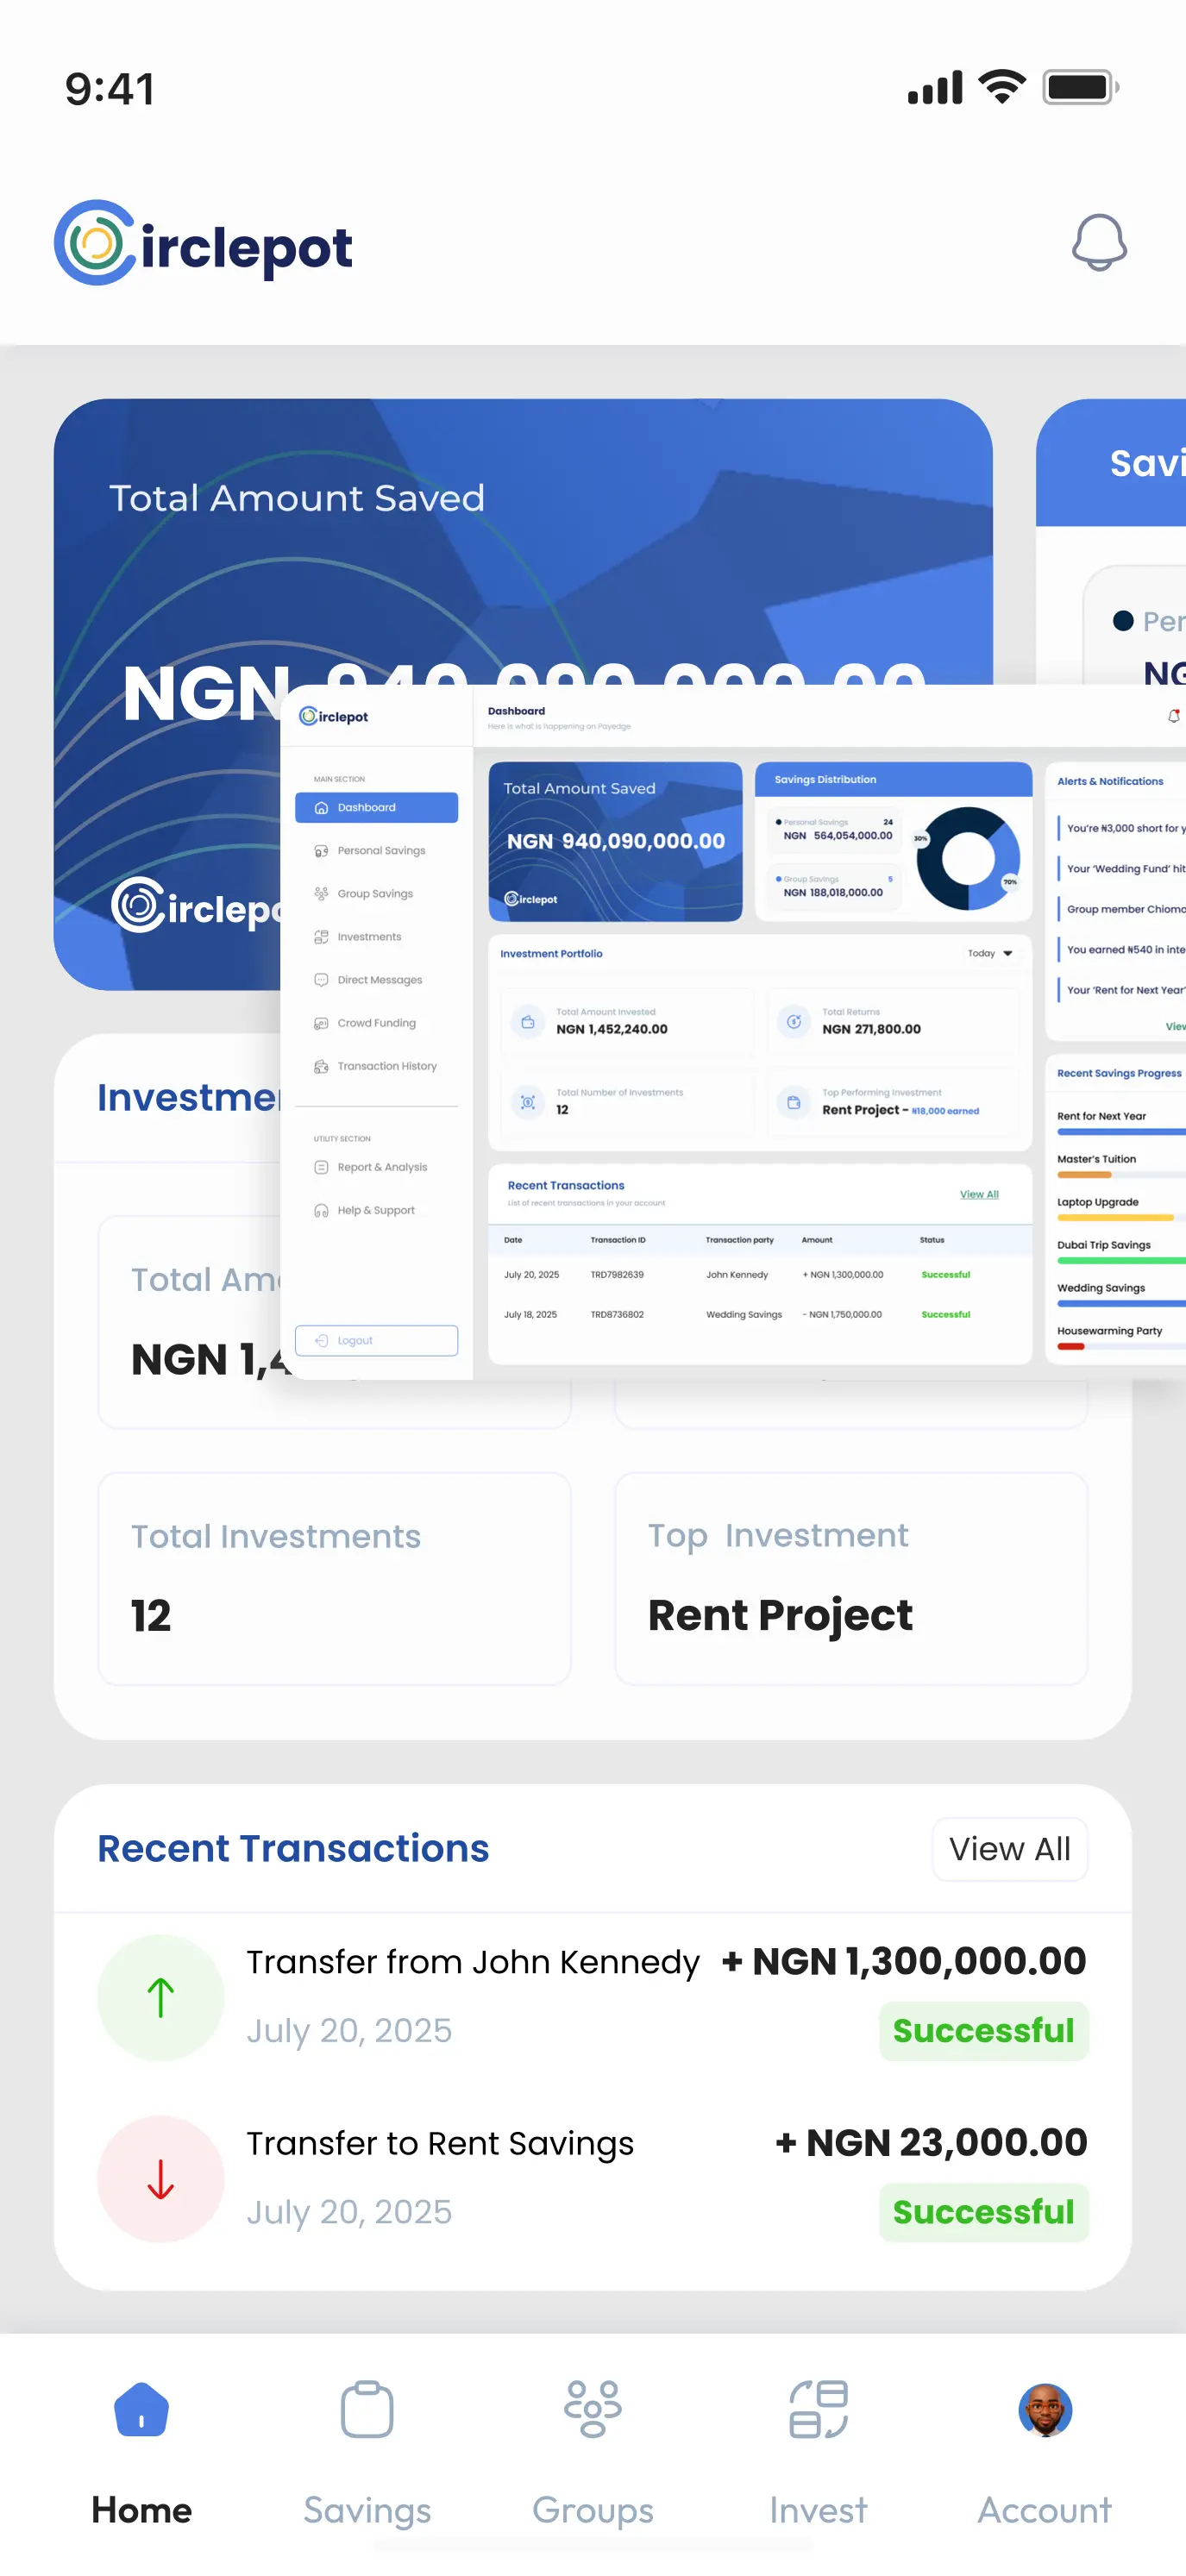 9:41
Circlepot
Total Amount Saved
Savi
Per
NGN 940,090,000.00
NG
Circlepo
Circlepot
Dashboard
Here is what is happening on Payedge
MAIN SECTION
Dashboard
Personal Savings
Group Savings
Investments
Direct Messages
Crowd Funding
Transaction History
UTILITY SECTION
Report & Analysis
Help & Support
Logout
Total Amount Saved
NGN 940,090,000.00
Circlepot
Savings Distribution
Personal Savings 24
NGN 564,054,000.00
Group Savings 5
NGN 188,018,000.00
30%
70%
Alerts & Notifications
You're ₦3,000 short for y
Your 'Wedding Fund' hit
Group member Chioma
You earned ₦540 in inte
Your 'Rent for Next Year'
View
Investment Portfolio
Today
Total Amount Invested
NGN 1,452,240.00
Total Returns
NGN 271,800.00
Total Number of Investments
12
Top Performing Investment
Rent Project - ₦18,000 earned
Recent Transactions
List of recent transactions in your account
View All
Date Transaction ID Transaction party Amount Status
July 20, 2025 TRD7982639 John Kennedy + NGN 1,300,000.00 Successful
July 18, 2025 TRD8736802 Wedding Savings - NGN 1,750,000.00 Successful
Recent Savings Progress
Rent for Next Year
Master's Tuition
Laptop Upgrade
Dubai Trip Savings
Wedding Savings
Housewarming Party
Investme
Total Am
NGN 1,4
Total Investments
12
Top Investment
Rent Project
Recent Transactions
View All
Transfer from John Kennedy + NGN 1,300,000.00
July 20, 2025 Successful
Transfer to Rent Savings + NGN 23,000.00
July 20, 2025 Successful
Home Savings Groups Invest Account